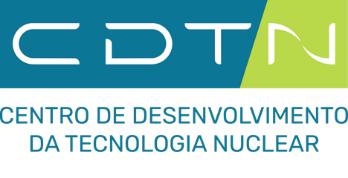 CDTN
CENTRO DE DESENVOLVIMENTO
DA TECNOLOGIA NUCLEAR